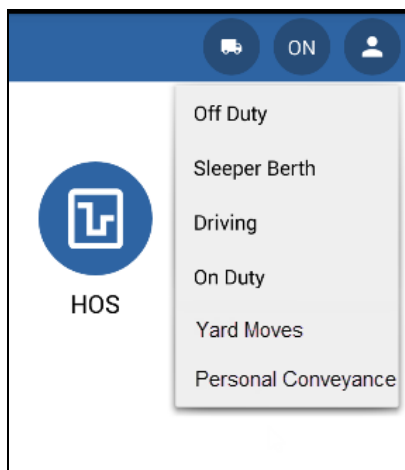 ON
Off Duty
Sleeper Berth
Driving
On Duty
HOS
Yard Moves
Personal Conveyance